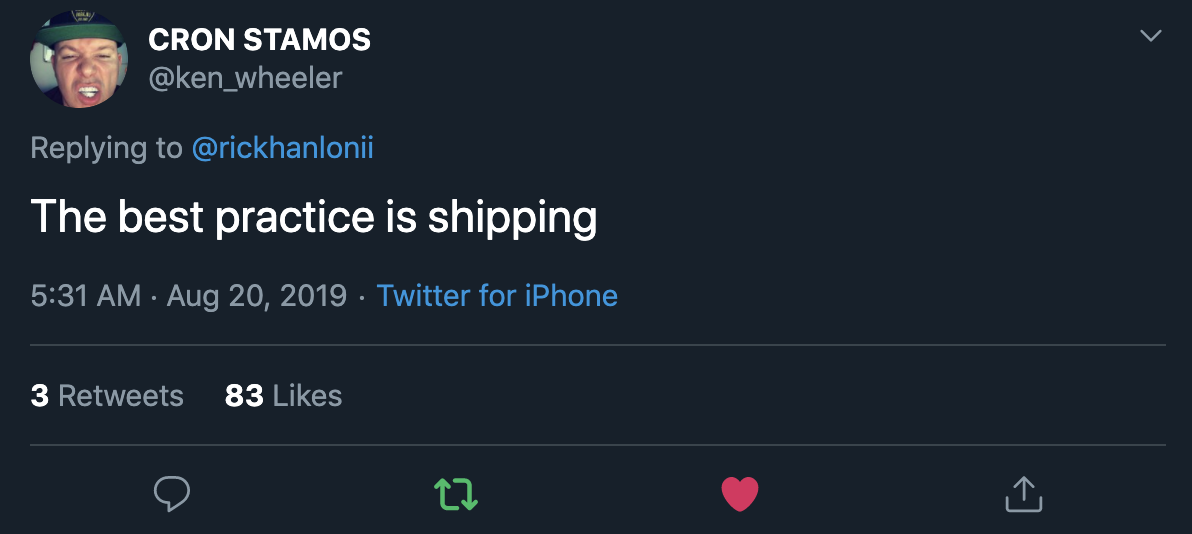 CRON STAMOS
@ken_wheeler
Replying to @rickhanlonii
The best practice is shipping
5:31 AM · Aug 20, 2019 · Twitter for iPhone
3 Retweets 83 Likes